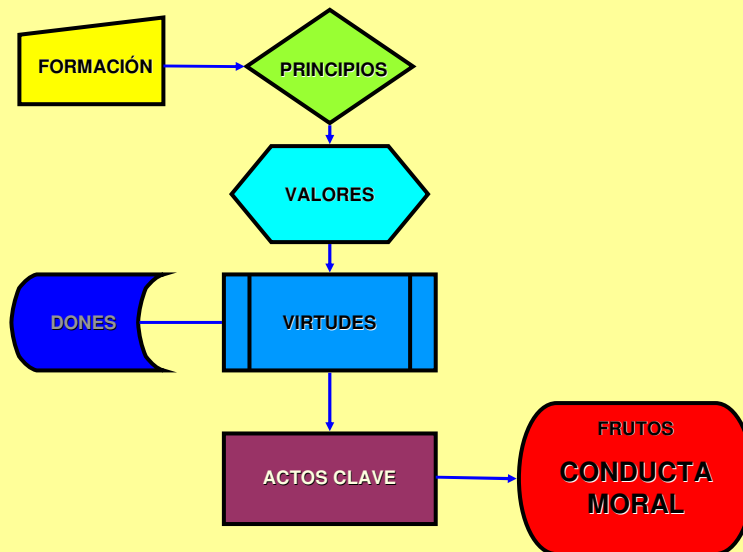 FORMACIÓN
PRINCIPIOS
VALORES
DONES
VIRTUDES
ACTOS CLAVE
FRUTOS
CONDUCTA
MORAL